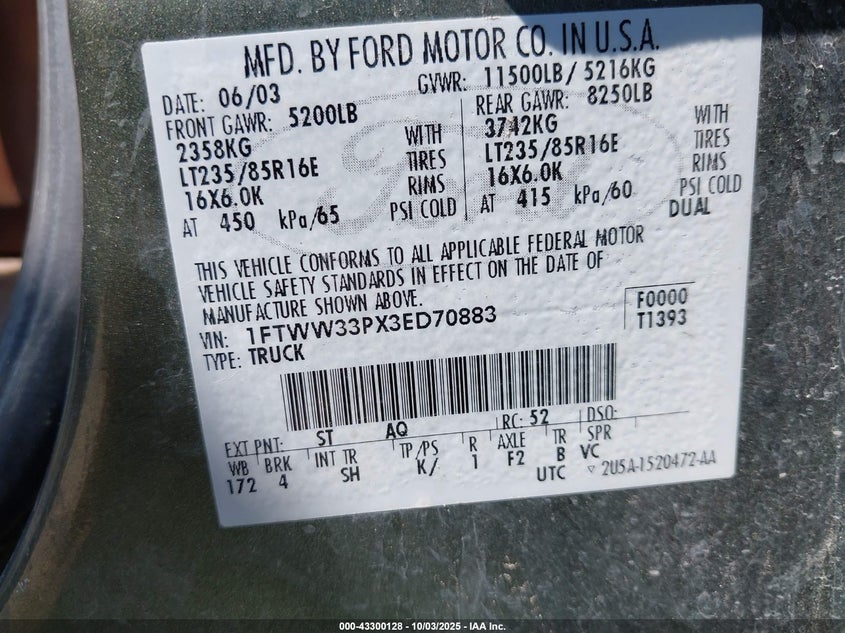 MFD. BY FORD MOTOR CO. IN U.S.A.
DATE: 06/03 GVWR: 11500LB/ 5216KG
FRONT GAWR: 5200LB REAR GAWR: 8250LB
2358KG WITH 3742KG WITH
LT235/85R16E TIRES LT235/85R16E TIRES
16X6.0K RIMS 16X6.0K RIMS
AT 450 kPa/65 PSI COLD AT 415 kPa/60 PSI COLD
DUAL
THIS VEHICLE CONFORMS TO ALL APPLICABLE FEDERAL MOTOR
VEHICLE SAFETY STANDARDS IN EFFECT ON THE DATE OF
MANUFACTURE SHOWN ABOVE.
VIN: 1FTWW33PX3ED70883 F0000
TYPE: TRUCK T1393
EXT PNT: ST AQ RC: 52 DSO:
WB BRK INT TR TP/PS R AXLE TR SPR
172 4 SH K/ 1 F2 B VC
UTC ▿ 2U5A-1520472-AA
000-43300128 - 10/03/2025 - IAA Inc.